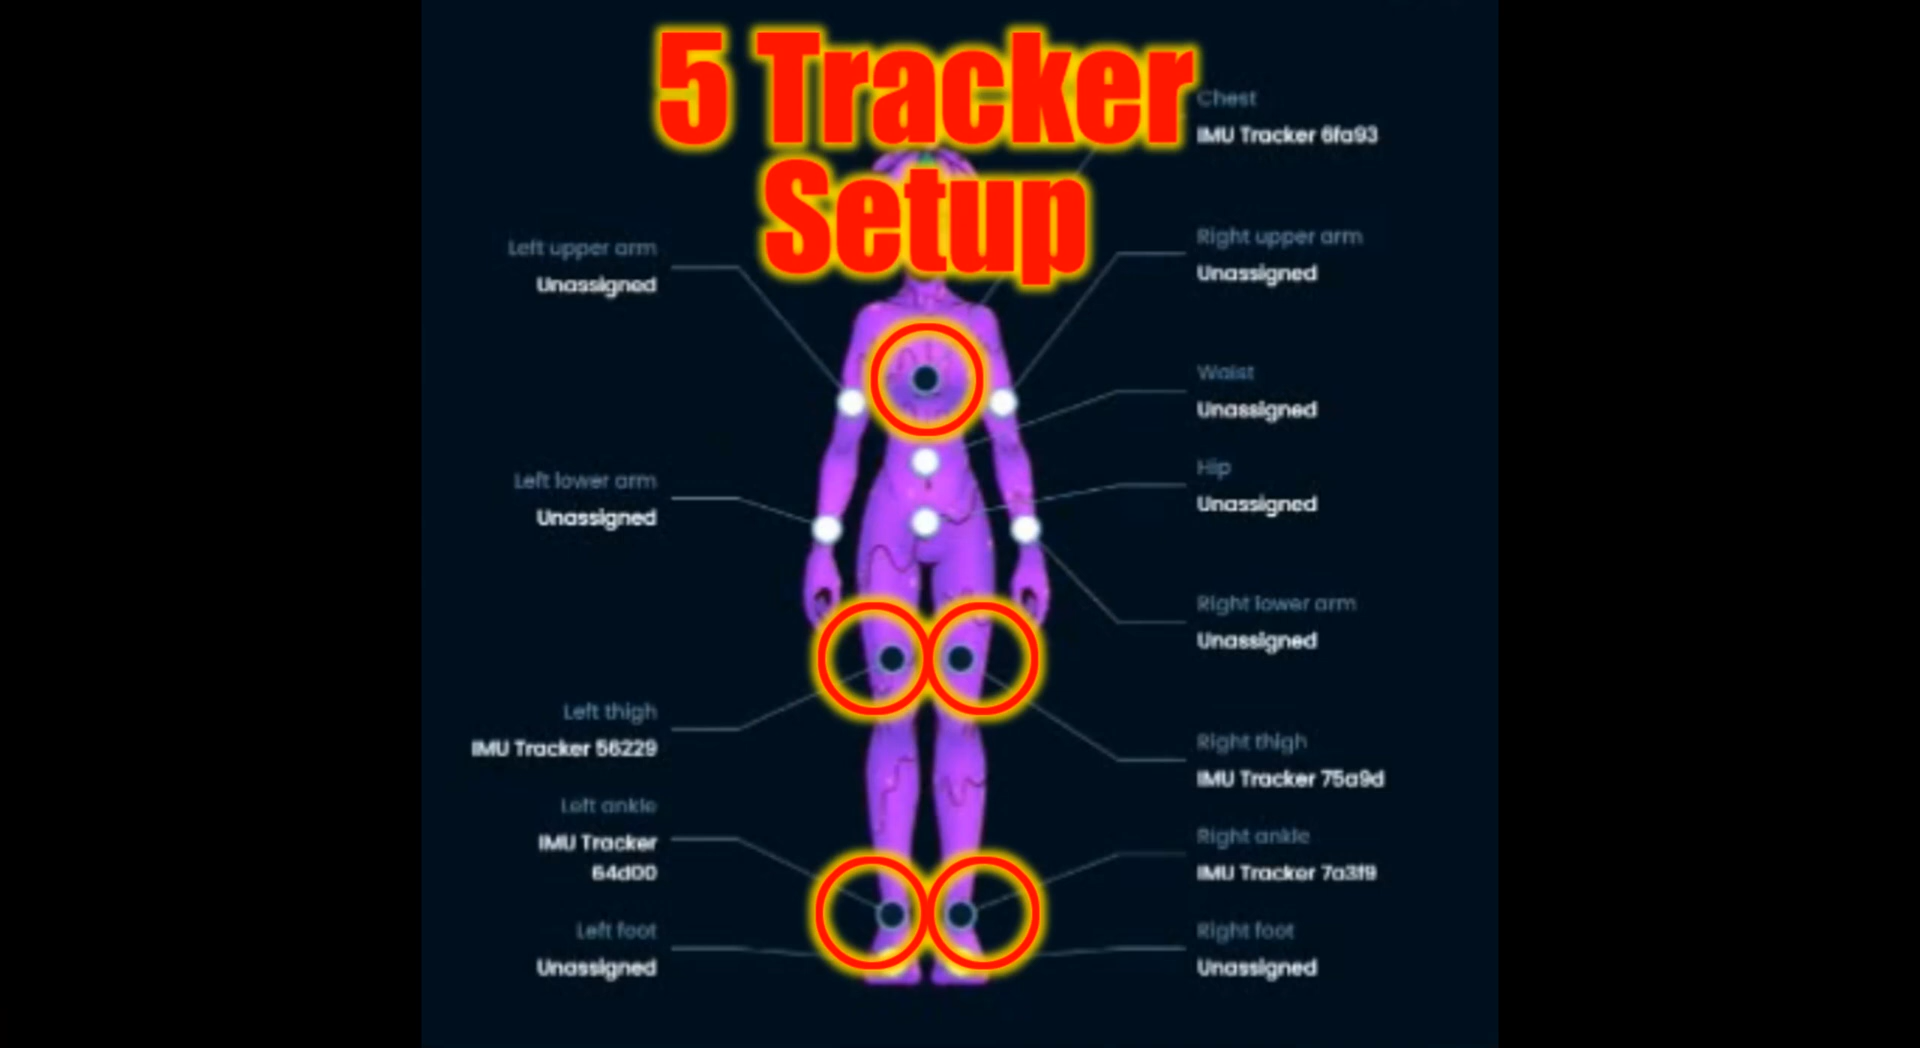 5 Tracker
Setup
Chest
IMU Tracker 6fa93
Left upper arm
Unassigned
Right upper arm
Unassigned
Waist
Unassigned
Hip
Unassigned
Left lower arm
Unassigned
Right lower arm
Unassigned
Left thigh
IMU Tracker 56229
Right thigh
IMU Tracker 75a9d
Left ankle
IMU Tracker
64d00
Right ankle
IMU Tracker 7a3f9
Left foot
Unassigned
Right foot
Unassigned